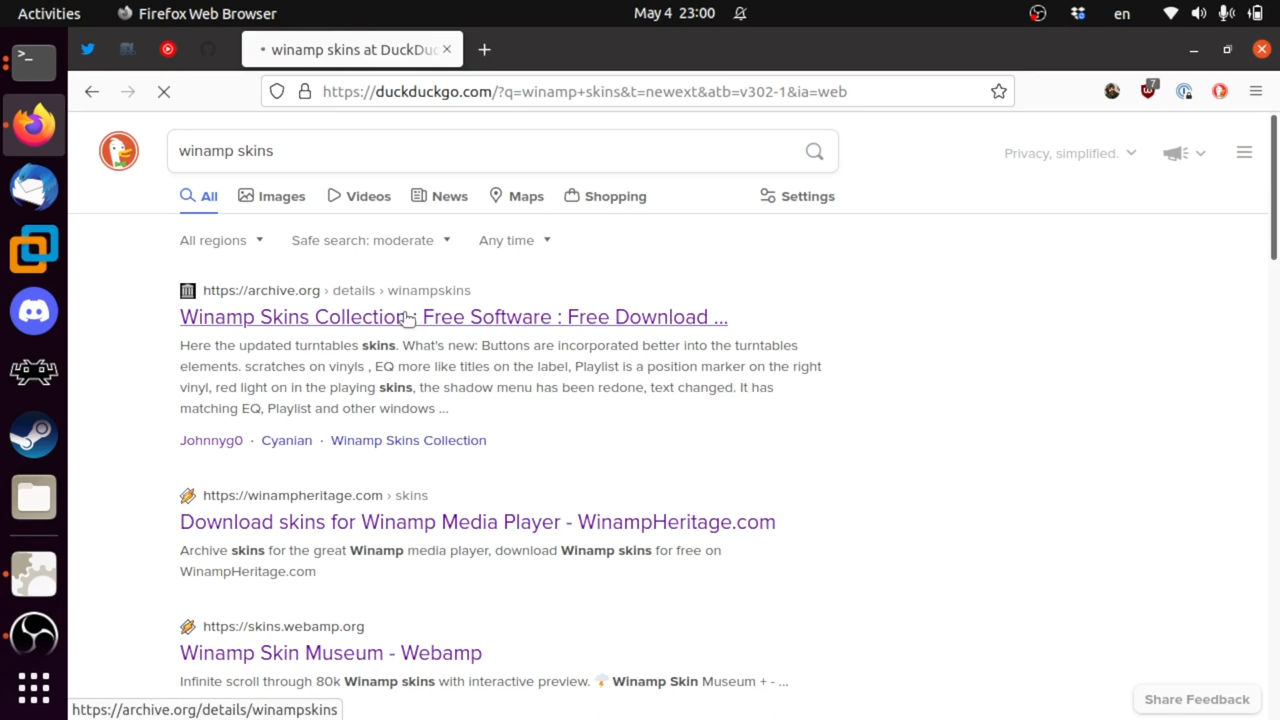 Activities
Firefox Web Browser
May 4 23:00
en
winamp skins at DuckDuc
https://duckduckgo.com/?q=winamp+skins&t=newext&atb=v302-1&ia=web
7
winamp skins
Privacy, simplified.
All
Images
Videos
News
Maps
Shopping
Settings
All regions
Safe search: moderate
Any time
https://archive.org › details › winampskins
Winamp Skins Collection : Free Software : Free Download ...
Here the updated turntables skins. What's new: Buttons are incorporated better into the turntables
elements. scratches on vinyls , EQ more like titles on the label, Playlist is a position marker on the right
vinyl, red light on in the playing skins, the shadow menu has been redone, text changed. It has
matching EQ, Playlist and other windows ...
Johnnyg0 · Cyanian · Winamp Skins Collection
https://winampheritage.com › skins
Download skins for Winamp Media Player - WinampHeritage.com
Archive skins for the great Winamp media player, download Winamp skins for free on
WinampHeritage.com
https://skins.webamp.org
Winamp Skin Museum - Webamp
Infinite scroll through 80k Winamp skins with interactive preview. 🌩️ Winamp Skin Museum + - ...
Share Feedback
https://archive.org/details/winampskins